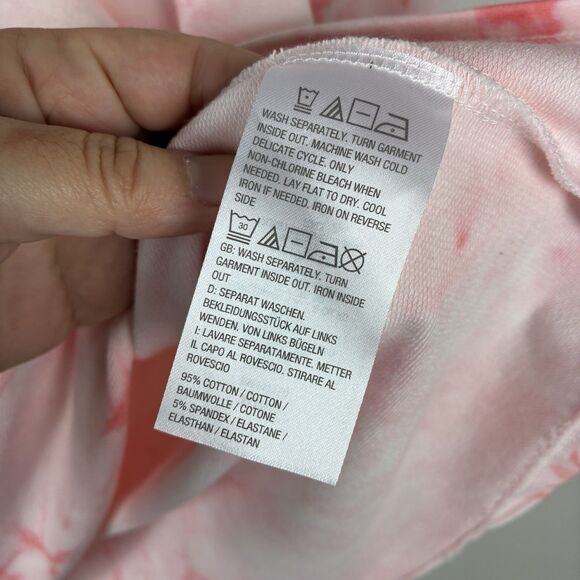 WASH SEPARATELY. TURN GARMENT
INSIDE OUT. MACHINE WASH COLD
DELICATE CYCLE. ONLY
NON-CHLORINE BLEACH WHEN
NEEDED. LAY FLAT TO DRY. COOL
IRON IF NEEDED. IRON ON REVERSE
SIDE
30
GB: WASH SEPARATELY. TURN
GARMENT INSIDE OUT. IRON INSIDE
OUT
D: SEPARAT WASCHEN.
BEKLEIDUNGSSTÜCK AUF LINKS
WENDEN. VON LINKS BÜGELN
I: LAVARE SEPARATAMENTE. METTER
IL CAPO AL ROVESCIO. STIRARE AL
ROVESCIO
95% COTTON / COTTON /
BAUMWOLLE / COTONE
5% SPANDEX / ELASTANE /
ELASTHAN / ELASTAN